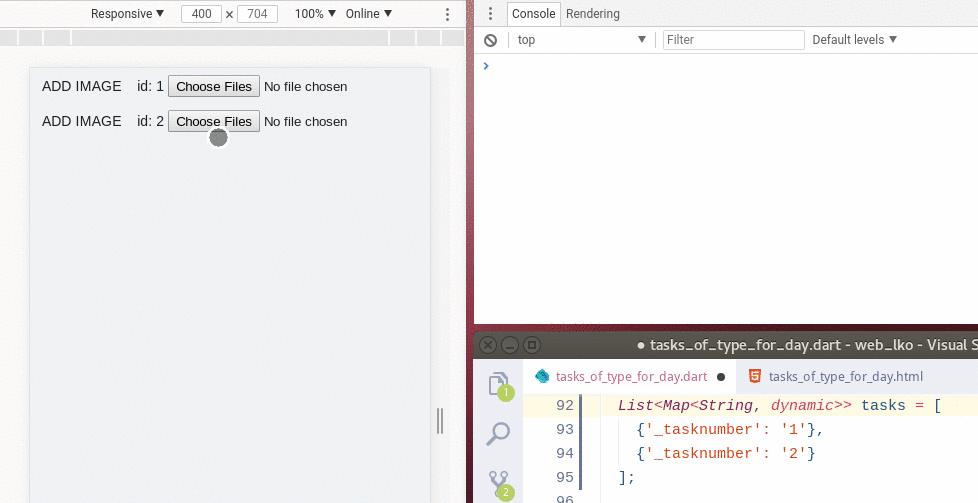 Responsive ▼ 400 × 704 100% ▼ Online ▼
ADD IMAGE id: 1 Choose Files No file chosen
ADD IMAGE id: 2 Choose Files No file chosen
Console Rendering
top ▼ Filter Default levels ▼
›
● tasks_of_type_for_day.dart - web_lko - Visual S
tasks_of_type_for_day.dart ● tasks_of_type_for_day.html
1
2
92 List<Map<String, dynamic>> tasks = [
93 {'_tasknumber': '1'},
94 {'_tasknumber': '2'}
95 ];
96